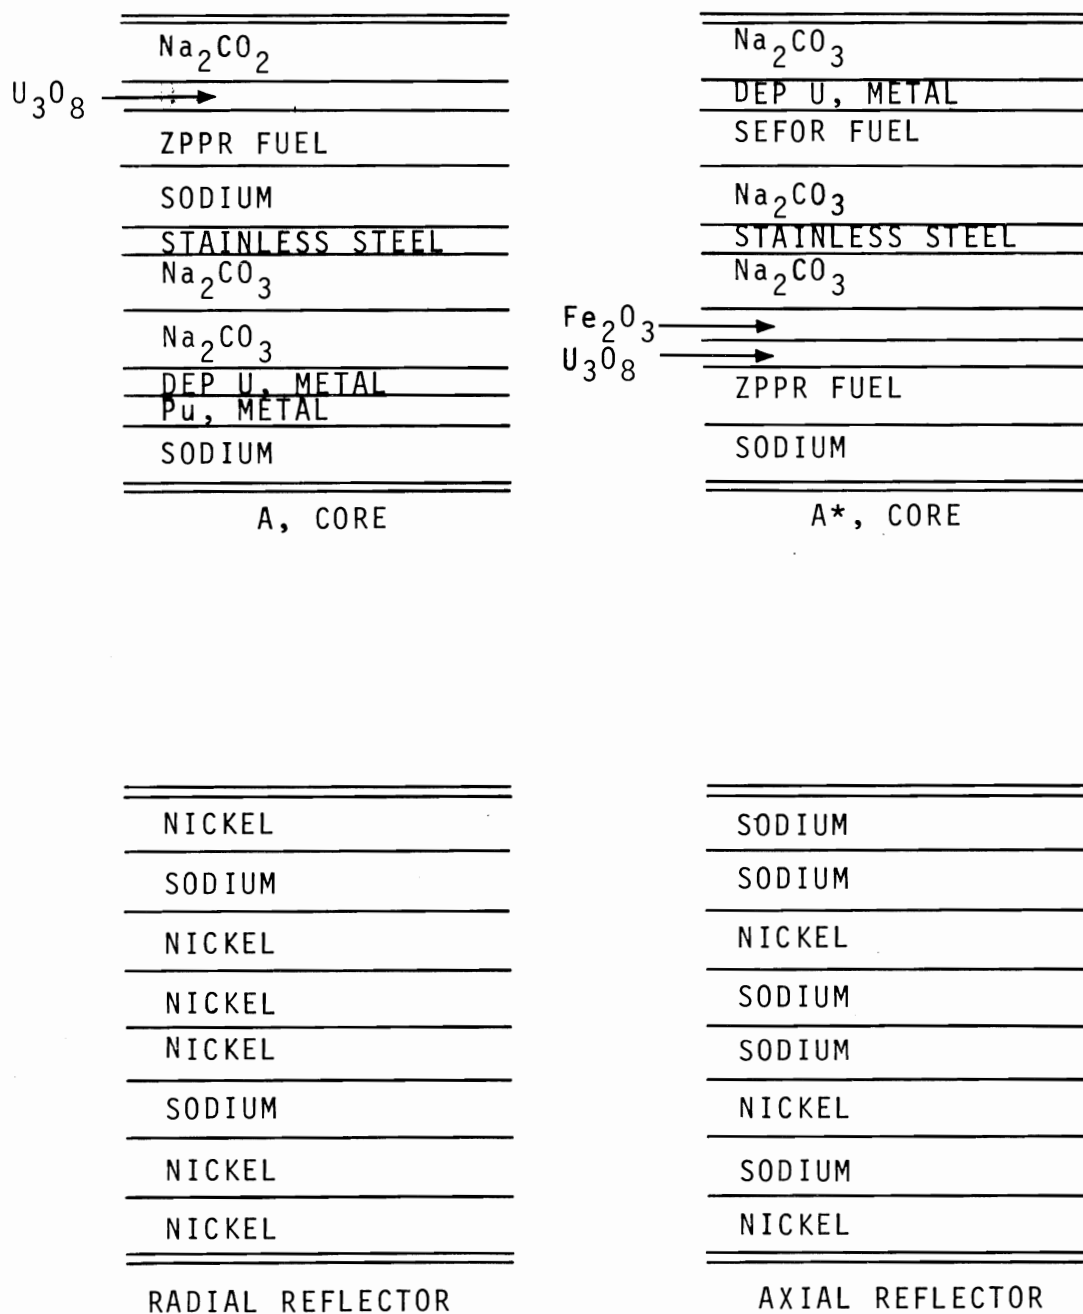 Na2CO2
U3O8
ZPPR FUEL
SODIUM
STAINLESS STEEL
Na2CO3
Na2CO3
DEP U, METAL
Pu, METAL
SODIUM
A, CORE
Na2CO3
DEP U, METAL
SEFOR FUEL
Na2CO3
STAINLESS STEEL
Na2CO3
Fe2O3
U3O8
ZPPR FUEL
SODIUM
A*, CORE
NICKEL
SODIUM
NICKEL
NICKEL
NICKEL
SODIUM
NICKEL
NICKEL
RADIAL REFLECTOR
SODIUM
SODIUM
NICKEL
SODIUM
SODIUM
NICKEL
SODIUM
NICKEL
AXIAL REFLECTOR